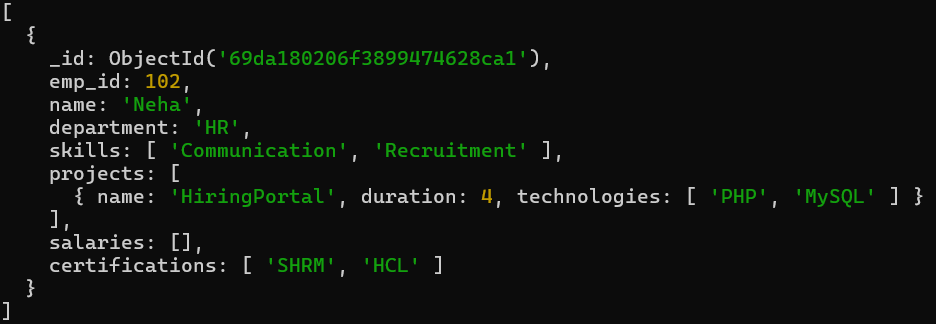 [
  {
    _id: ObjectId('69da180206f3899474628ca1'),
    emp_id: 102,
    name: 'Neha',
    department: 'HR',
    skills: [ 'Communication', 'Recruitment' ],
    projects: [
      { name: 'HiringPortal', duration: 4, technologies: [ 'PHP', 'MySQL' ] }
    ],
    salaries: [],
    certifications: [ 'SHRM', 'HCL' ]
  }
]